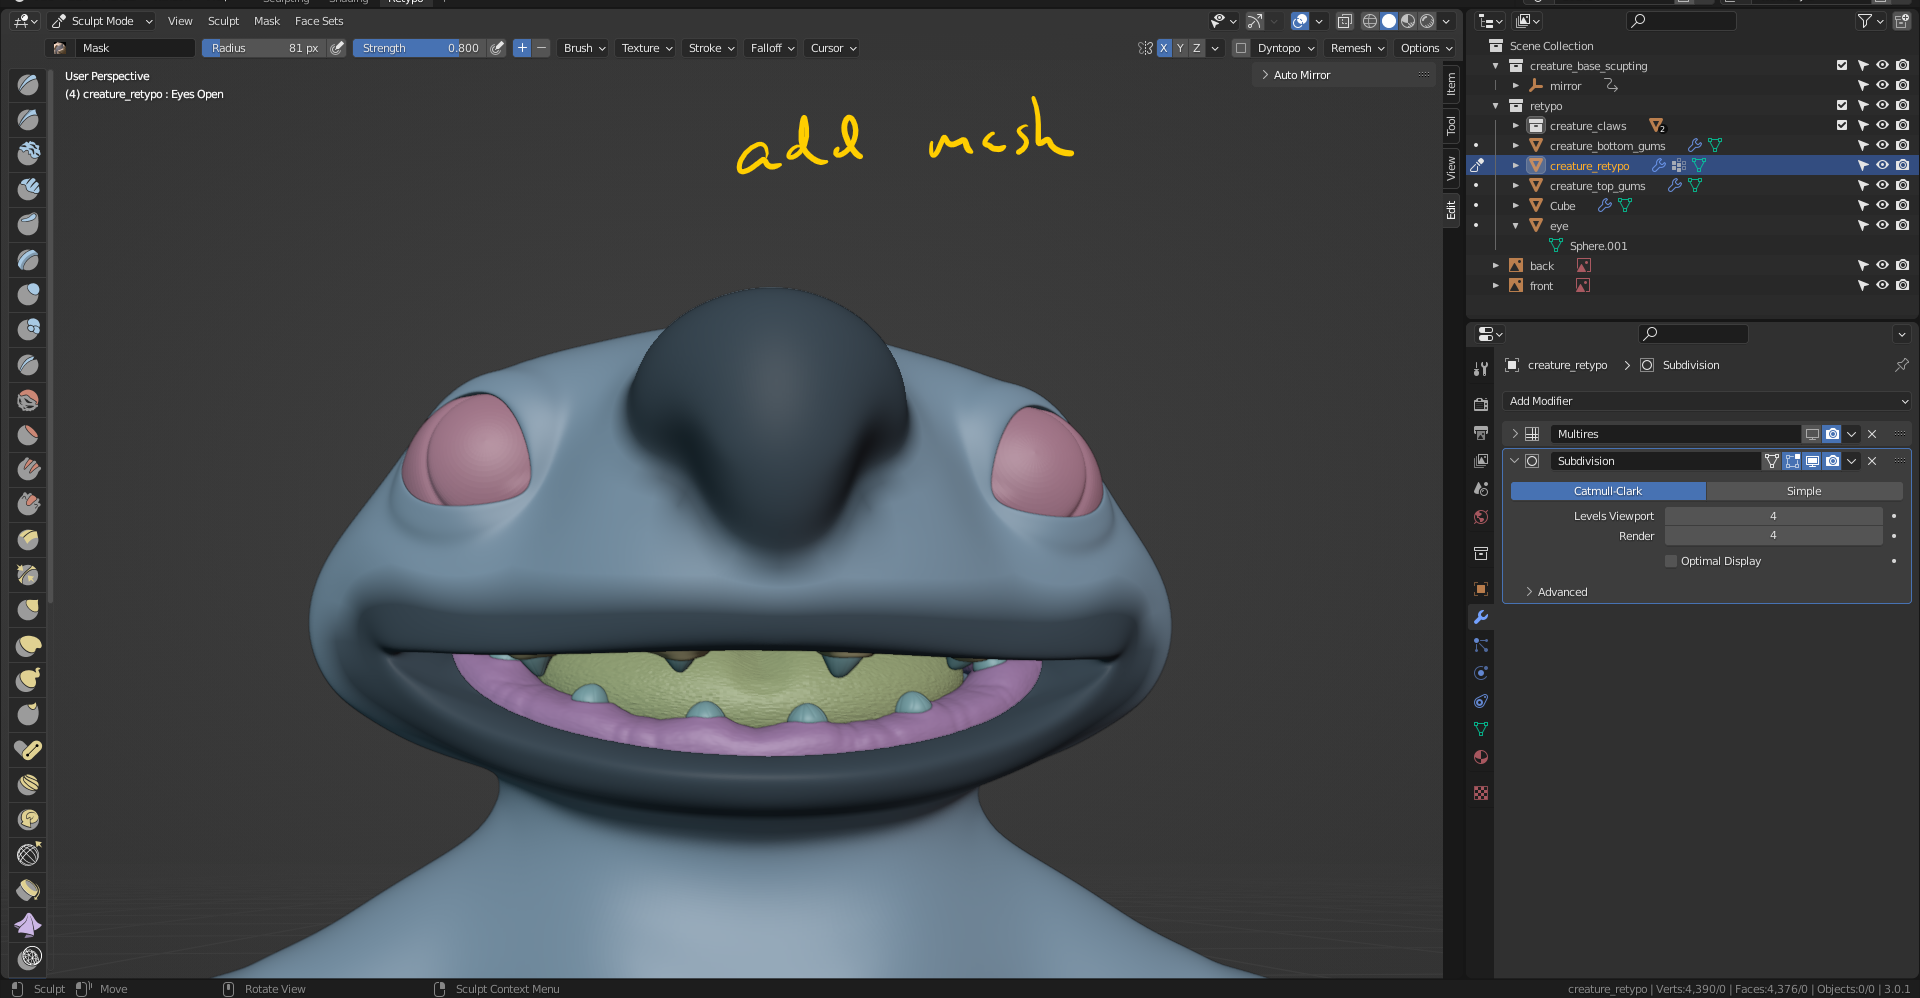 Sculpt Mode View Sculpt Mask Face Sets
Mask Radius 81 px Strength 0.800 + − Brush Texture Stroke Falloff Cursor X Y Z Dyntopo Remesh Options
User Perspective
(4) creature_retypo : Eyes Open
Auto Mirror
add mesh
Item
Tool
View
Edit
Scene Collection
creature_base_scupting
mirror
retypo
creature_claws 2
creature_bottom_gums
creature_retypo
creature_top_gums
Cube
eye
Sphere.001
back
front
creature_retypo > Subdivision
Add Modifier
Multires
Subdivision
Catmull-Clark Simple
Levels Viewport 4
Render 4
Optimal Display
Advanced
Sculpt Move Rotate View Sculpt Context Menu
creature_retypo | Verts:4,390/0 | Faces:4,376/0 | Objects:0/0 | 3.0.1